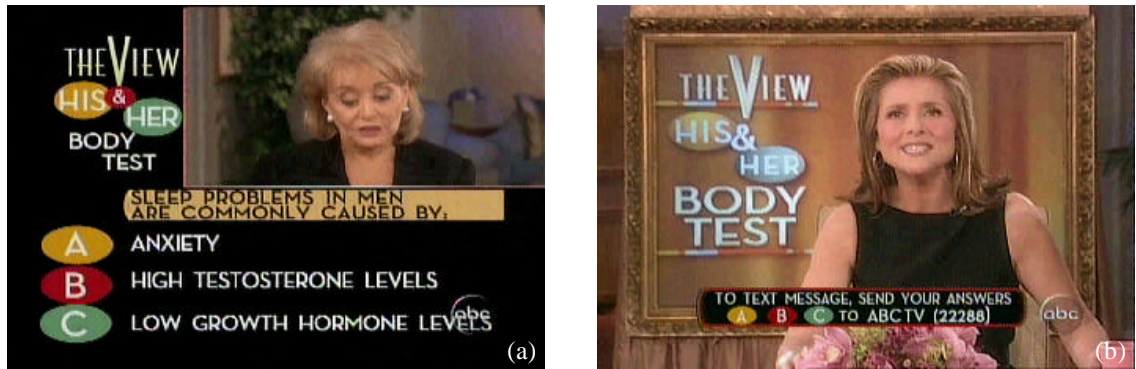 THE VIEW
HIS & HER
BODY
TEST
SLEEP PROBLEMS IN MEN
ARE COMMONLY CAUSED BY:
A ANXIETY
B HIGH TESTOSTERONE LEVELS
C LOW GROWTH HORMONE LEVELS
abc
(a)
THE VIEW
HIS &
HER
BODY
TEST
TO TEXT MESSAGE, SEND YOUR ANSWERS
A B C TO ABCTV (22288)
abc
(b)